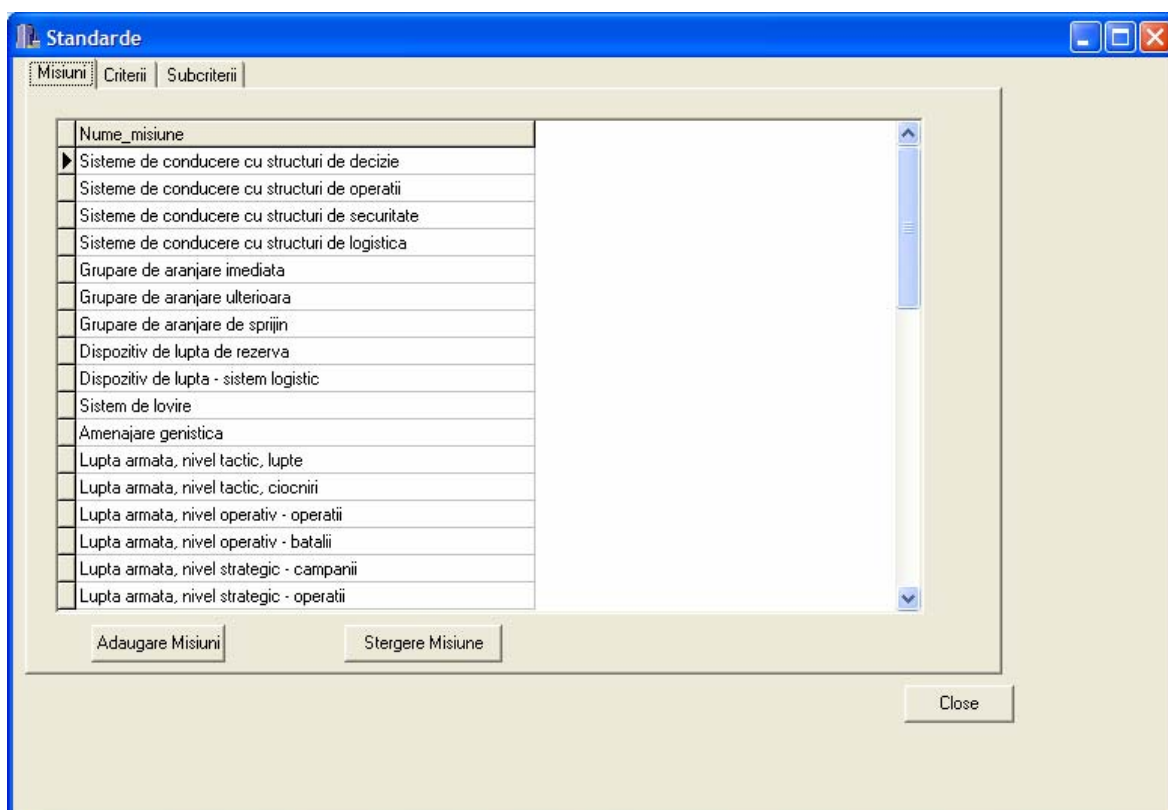 Standarde
Misiuni Criterii Subcriterii
Nume_misiune
Sisteme de conducere cu structuri de decizie
Sisteme de conducere cu structuri de operatii
Sisteme de conducere cu structuri de securitate
Sisteme de conducere cu structuri de logistica
Grupare de aranjare imediata
Grupare de aranjare ulterioara
Grupare de aranjare de sprijin
Dispozitiv de lupta de rezerva
Dispozitiv de lupta - sistem logistic
Sistem de lovire
Amenajare genistica
Lupta armata, nivel tactic, lupte
Lupta armata, nivel tactic, ciocniri
Lupta armata, nivel operativ - operatii
Lupta armata, nivel operativ - batalii
Lupta armata, nivel strategic - campanii
Lupta armata, nivel strategic - operatii
Adaugare Misiuni Stergere Misiune
Close